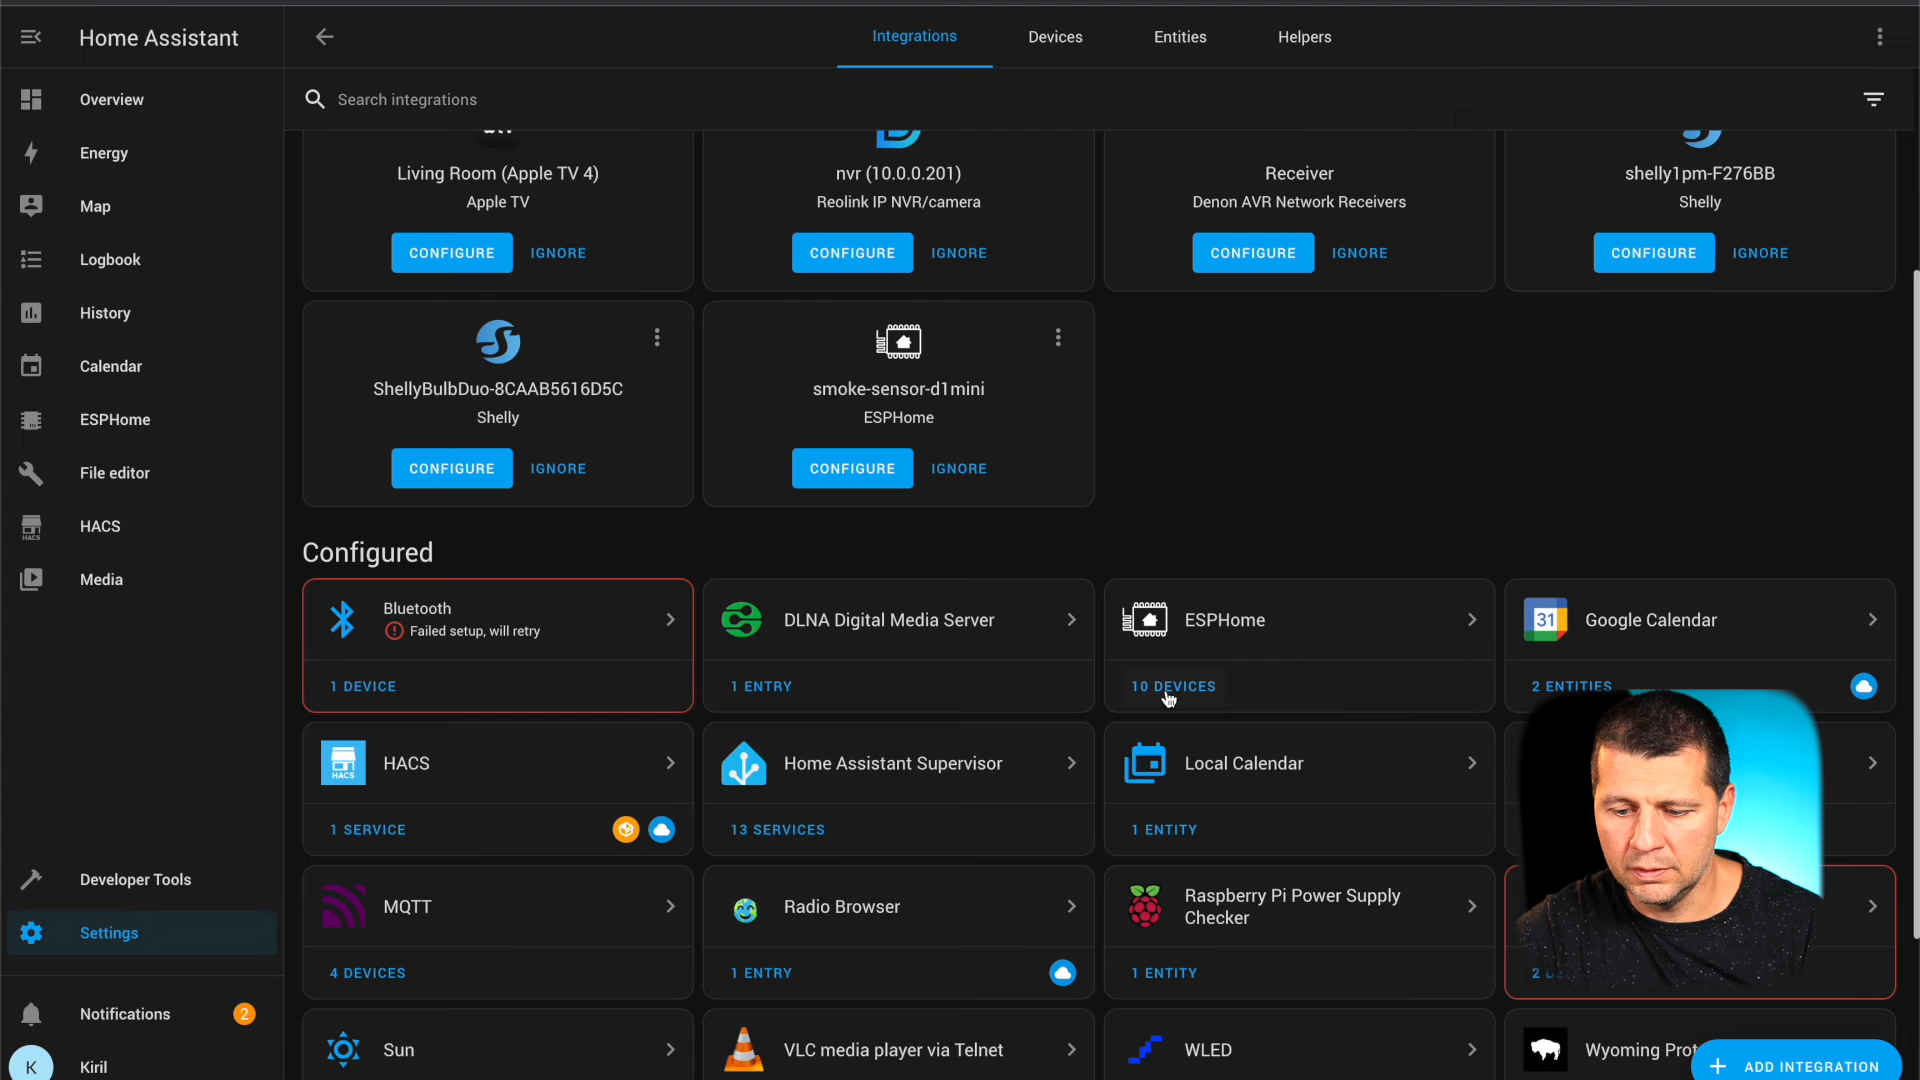 Home Assistant
Integrations
Devices
Entities
Helpers
Search integrations
Overview
Energy
Map
Logbook
History
Calendar
ESPHome
File editor
HACS
HACS
Media
Developer Tools
Settings
Notifications
2
K
Kiril
Living Room (Apple TV 4)
Apple TV
CONFIGURE
IGNORE
nvr (10.0.0.201)
Reolink IP NVR/camera
CONFIGURE
IGNORE
Receiver
Denon AVR Network Receivers
CONFIGURE
IGNORE
shelly1pm-F276BB
Shelly
CONFIGURE
IGNORE
ShellyBulbDuo-8CAAB5616D5C
Shelly
CONFIGURE
IGNORE
smoke-sensor-d1mini
ESPHome
CONFIGURE
IGNORE
Configured
Bluetooth
Failed setup, will retry
1 DEVICE
DLNA Digital Media Server
1 ENTRY
ESPHome
10 DEVICES
31
Google Calendar
2 ENTITIES
HACS
HACS
1 SERVICE
Home Assistant Supervisor
13 SERVICES
Local Calendar
1 ENTITY
MQTT
4 DEVICES
Radio Browser
1 ENTRY
Raspberry Pi Power Supply
Checker
1 ENTITY
2
Sun
VLC media player via Telnet
WLED
Wyoming
ADD INTEGRATION